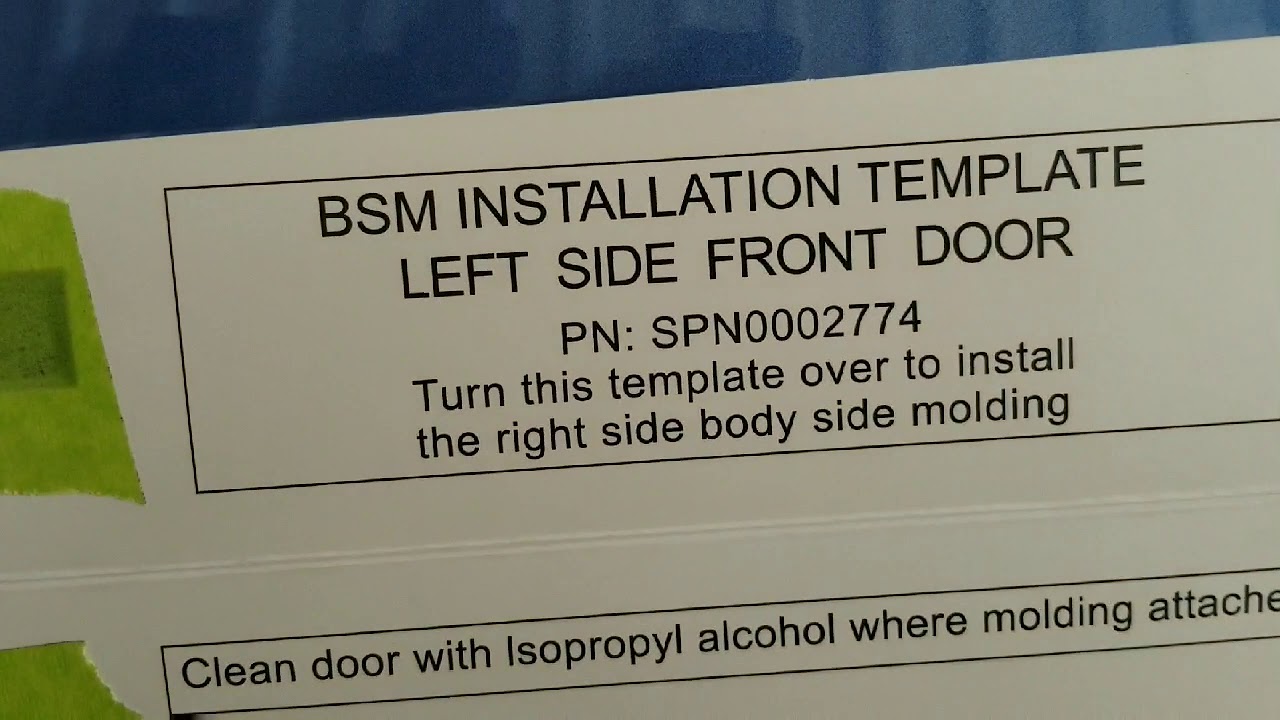 BSM INSTALLATION TEMPLATE
LEFT SIDE FRONT DOOR
PN: SPN0002774
Turn this template over to install
the right side body side molding
Clean door with Isopropyl alcohol where molding attache